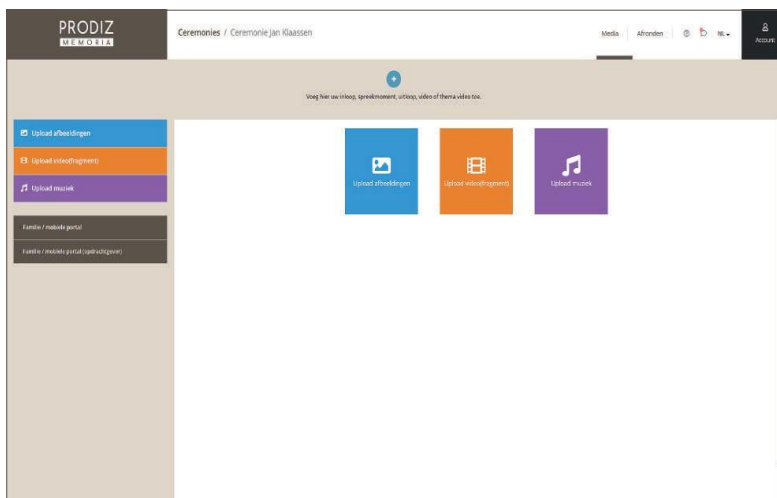 PRODIZ
MEMORIA
Ceremonies / Ceremonie Jan Klaassen
Media
Afronden
NL
Account
Voeg hier uw inloop, spreekmoment, uitloop, video of thema video toe.
Upload afbeeldingen
Upload video(fragment)
Upload muziek
Familie / mobiele portal
Familie / mobiele portal (opdrachtgever)
Upload afbeeldingen
Upload video(fragment)
Upload muziek